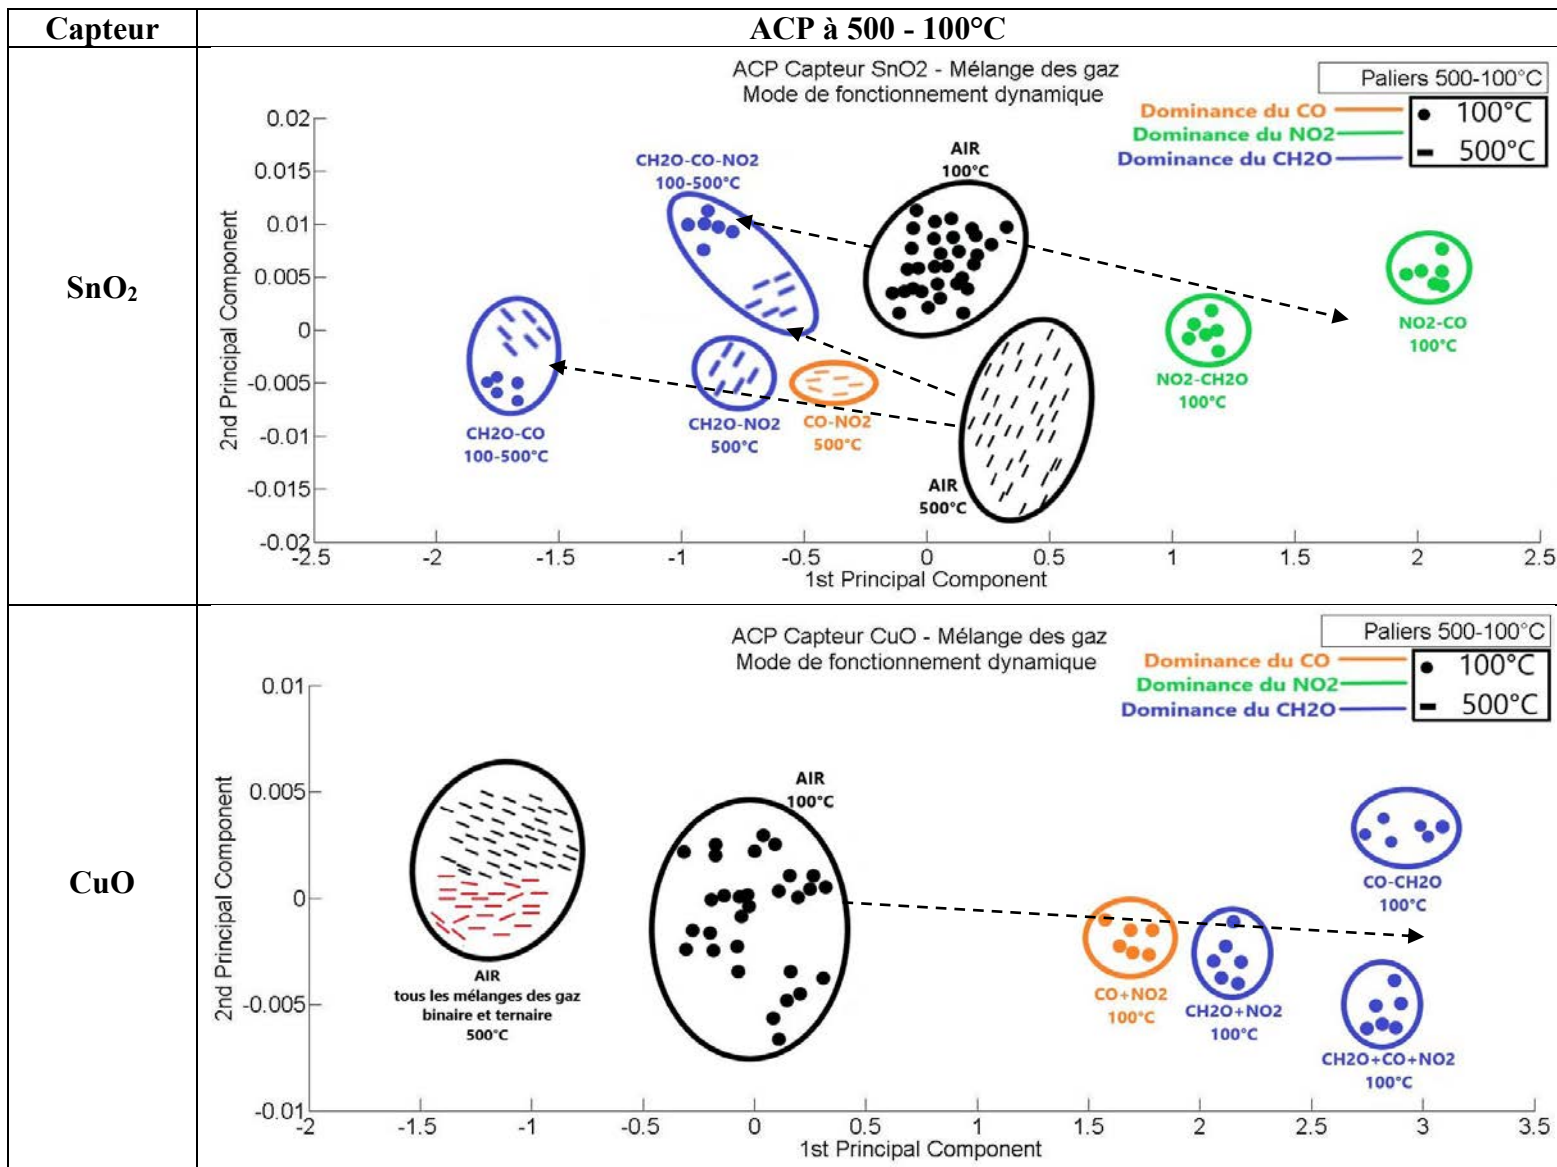 Capteur
ACP à 500 - 100°C
SnO2
ACP Capteur SnO2 - Mélange des gaz
Mode de fonctionnement dynamique
Paliers 500-100°C
Dominance du CO
Dominance du NO2
Dominance du CH2O
100°C
500°C
2nd Principal Component
0.02
0.015
0.01
0.005
0
-0.005
-0.01
-0.015
-0.02
CH2O-CO-NO2
100-500°C
AIR
100°C
NO2-CO
100°C
NO2-CH2O
100°C
CH2O-CO
100-500°C
CH2O-NO2
500°C
CO-NO2
500°C
AIR
500°C
-2.5
-2
-1.5
-1
-0.5
0
0.5
1
1.5
2
2.5
1st Principal Component
CuO
ACP Capteur CuO - Mélange des gaz
Mode de fonctionnement dynamique
Paliers 500-100°C
Dominance du CO
Dominance du NO2
Dominance du CH2O
100°C
500°C
2nd Principal Component
0.01
0.005
0
-0.005
-0.01
AIR
100°C
CO-CH2O
100°C
AIR
tous les mélanges des gaz
binaire et ternaire
500°C
CO+NO2
100°C
CH2O+NO2
100°C
CH2O+CO+NO2
100°C
-2
-1.5
-1
-0.5
0
0.5
1
1.5
2
2.5
3
3.5
1st Principal Component